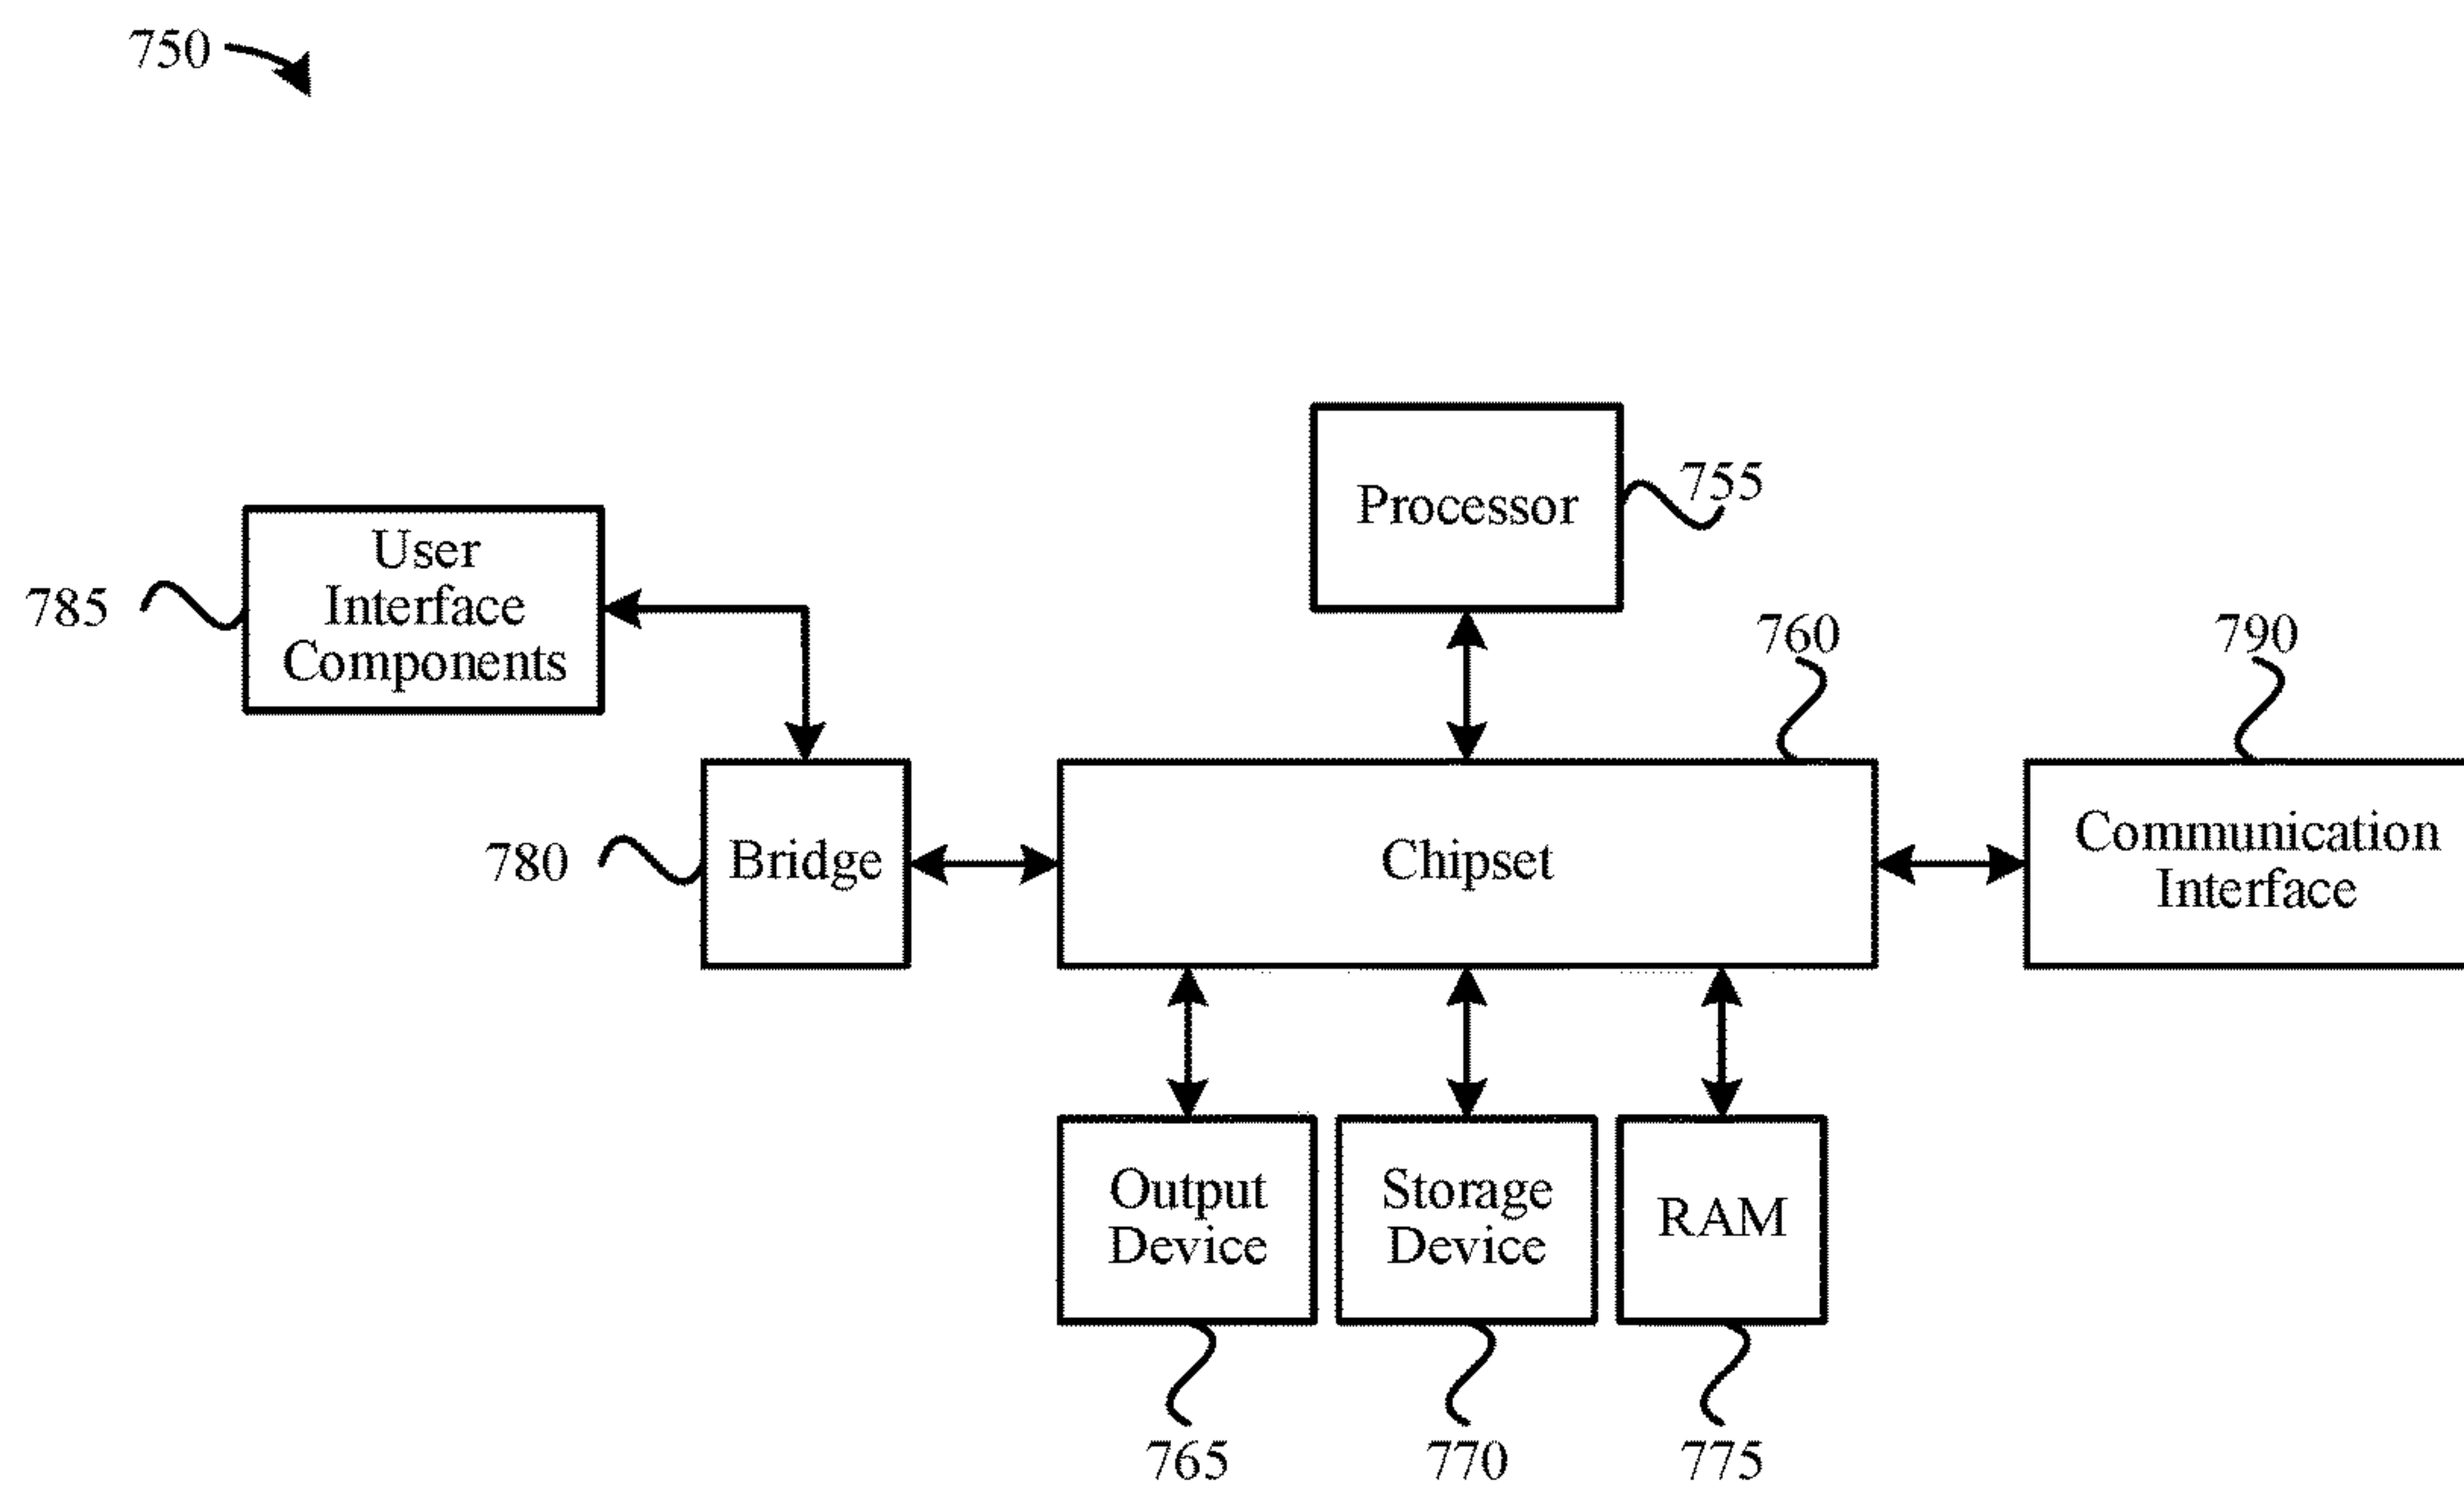 750
Processor
755
User
Interface
Components
785
760
790
Bridge
780
Chipset
Communication
Interface
Output
Device
Storage
Device
RAM
765
770
775